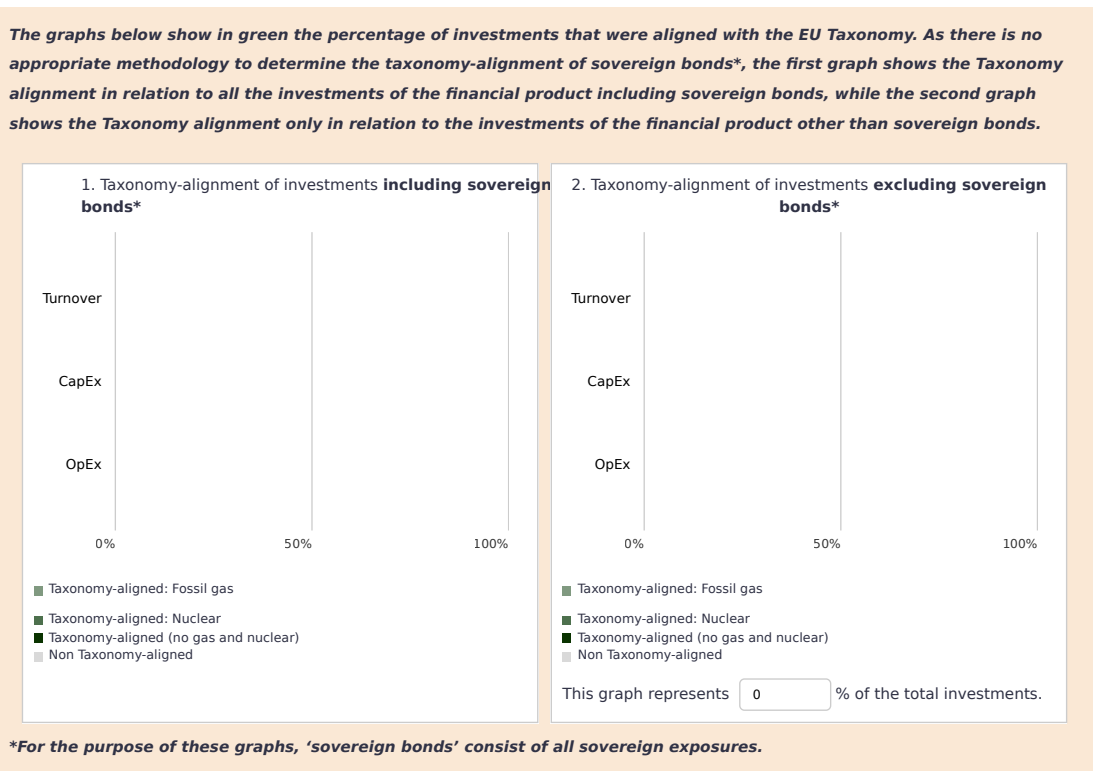 The graphs below show in green the percentage of investments that were aligned with the EU Taxonomy. As there is no
appropriate methodology to determine the taxonomy-alignment of sovereign bonds*, the first graph shows the Taxonomy
alignment in relation to all the investments of the financial product including sovereign bonds, while the second graph
shows the Taxonomy alignment only in relation to the investments of the financial product other than sovereign bonds.
1. Taxonomy-alignment of investments including sovereign
bonds*
Turnover
CapEx
OpEx
0% 50% 100%
Taxonomy-aligned: Fossil gas
Taxonomy-aligned: Nuclear
Taxonomy-aligned (no gas and nuclear)
Non Taxonomy-aligned
2. Taxonomy-alignment of investments excluding sovereign
bonds*
Turnover
CapEx
OpEx
0% 50% 100%
Taxonomy-aligned: Fossil gas
Taxonomy-aligned: Nuclear
Taxonomy-aligned (no gas and nuclear)
Non Taxonomy-aligned
This graph represents 0 % of the total investments.
*For the purpose of these graphs, ‘sovereign bonds’ consist of all sovereign exposures.